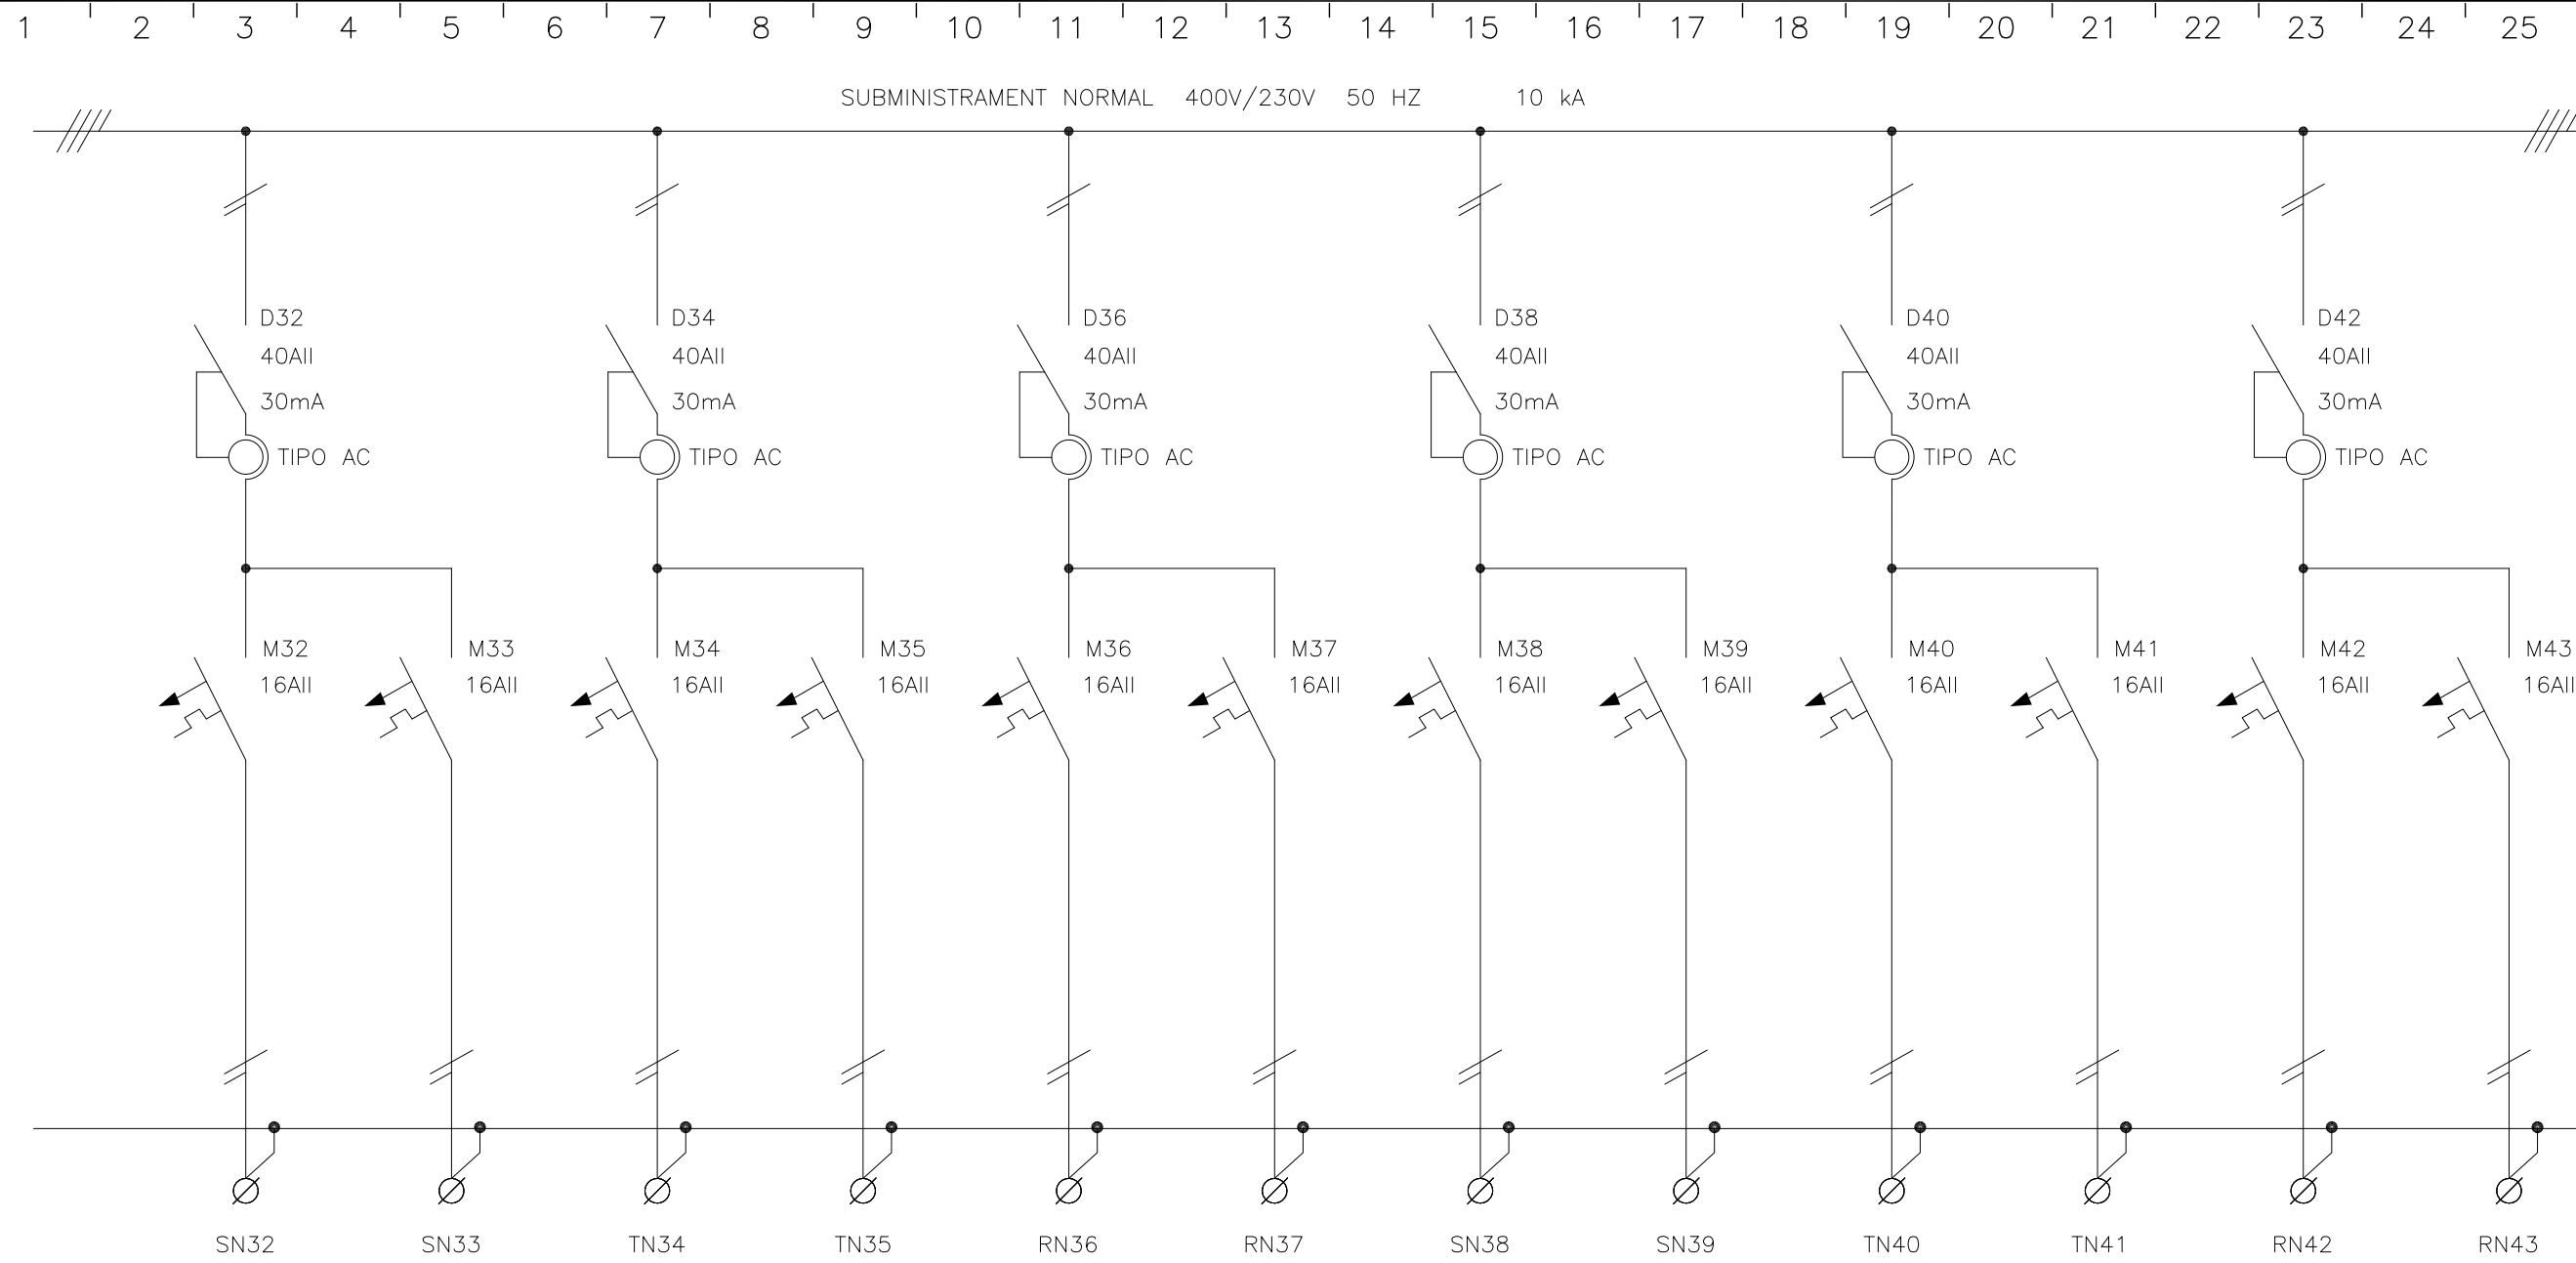 1 2 3 4 5 6 7 8 9 10 11 12 13 14 15 16 17 18 19 20 21 22 23 24 25
SUBMINISTRAMENT NORMAL 400V/230V 50 HZ 10 kA
D32 D34 D36 D38 D40 D42
40AII 40AII 40AII 40AII 40AII 40AII
30mA 30mA 30mA 30mA 30mA 30mA
TIPO AC TIPO AC TIPO AC TIPO AC TIPO AC TIPO AC
M32 M33 M34 M35 M36 M37 M38 M39 M40 M41 M42 M43
16AII 16AII 16AII 16AII 16AII 16AII 16AII 16AII 16AII 16AII 16AII 16AII
SN32 SN33 TN34 TN35 RN36 RN37 SN38 SN39 TN40 TN41 RN42 RN43